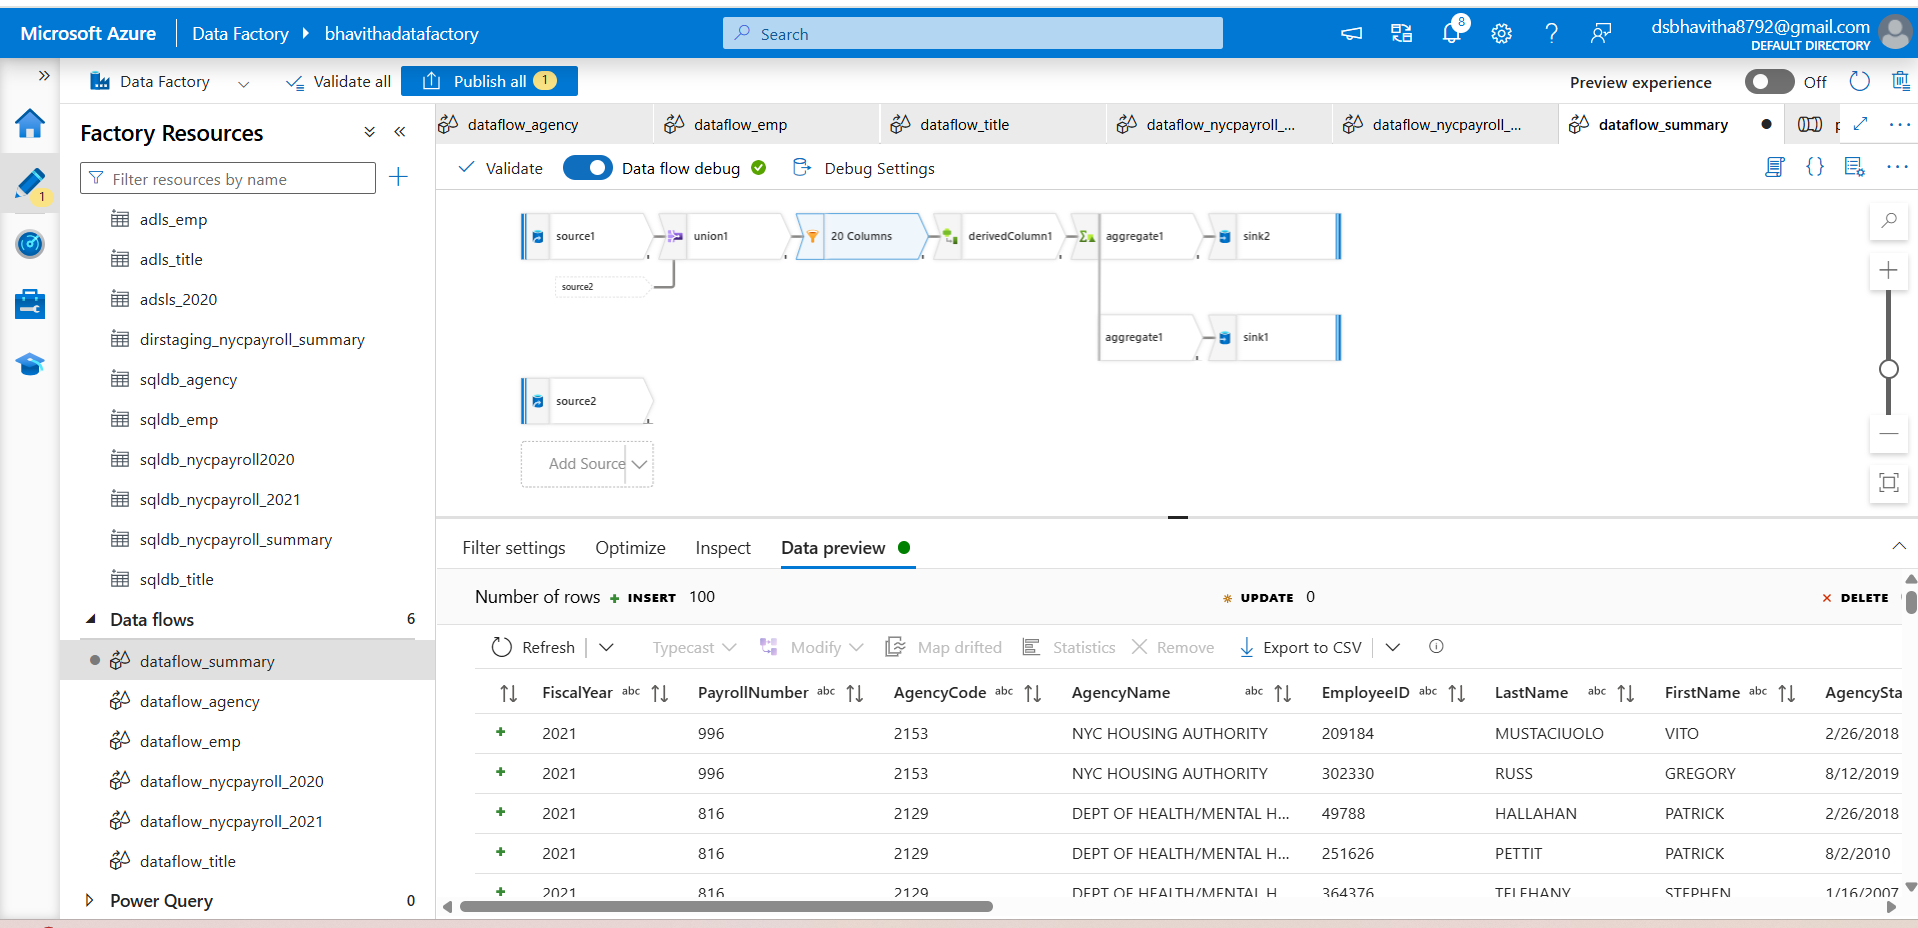 Microsoft Azure
Data Factory
bhavithadatafactory
Search
8
dsbhavitha8792@gmail.com
DEFAULT DIRECTORY
Data Factory
Validate all
Publish all 1
Preview experience
Off
1
Factory Resources
Filter resources by name
adls_emp
adls_title
adsls_2020
dirstaging_nycpayroll_summary
sqldb_agency
sqldb_emp
sqldb_nycpayroll2020
sqldb_nycpayroll_2021
sqldb_nycpayroll_summary
sqldb_title
Data flows 6
dataflow_summary
dataflow_agency
dataflow_emp
dataflow_nycpayroll_2020
dataflow_nycpayroll_2021
dataflow_title
Power Query 0
dataflow_agency
dataflow_emp
dataflow_title
dataflow_nycpayroll_...
dataflow_nycpayroll_...
dataflow_summary
Validate
Data flow debug
Debug Settings
source1
union1
20 Columns
derivedColumn1
aggregate1
sink2
source2
aggregate1
sink1
source2
Add Source
Filter settings
Optimize
Inspect
Data preview
Number of rows + INSERT 100
UPDATE 0
DELETE
Refresh
Typecast
Modify
Map drifted
Statistics
Remove
Export to CSV
FiscalYear abc PayrollNumber abc AgencyCode abc AgencyName abc EmployeeID abc LastName abc FirstName abc AgencySta
2021 996 2153 NYC HOUSING AUTHORITY 209184 MUSTACIUOLO VITO 2/26/2018
2021 996 2153 NYC HOUSING AUTHORITY 302330 RUSS GREGORY 8/12/2019
2021 816 2129 DEPT OF HEALTH/MENTAL H... 49788 HALLAHAN PATRICK 2/26/2018
2021 816 2129 DEPT OF HEALTH/MENTAL H... 251626 PETTIT PATRICK 8/2/2010
2021 816 2129 DEPT OF HEALTH/MENTAL H 364376 TELEHANY STEPHEN 1/16/2007